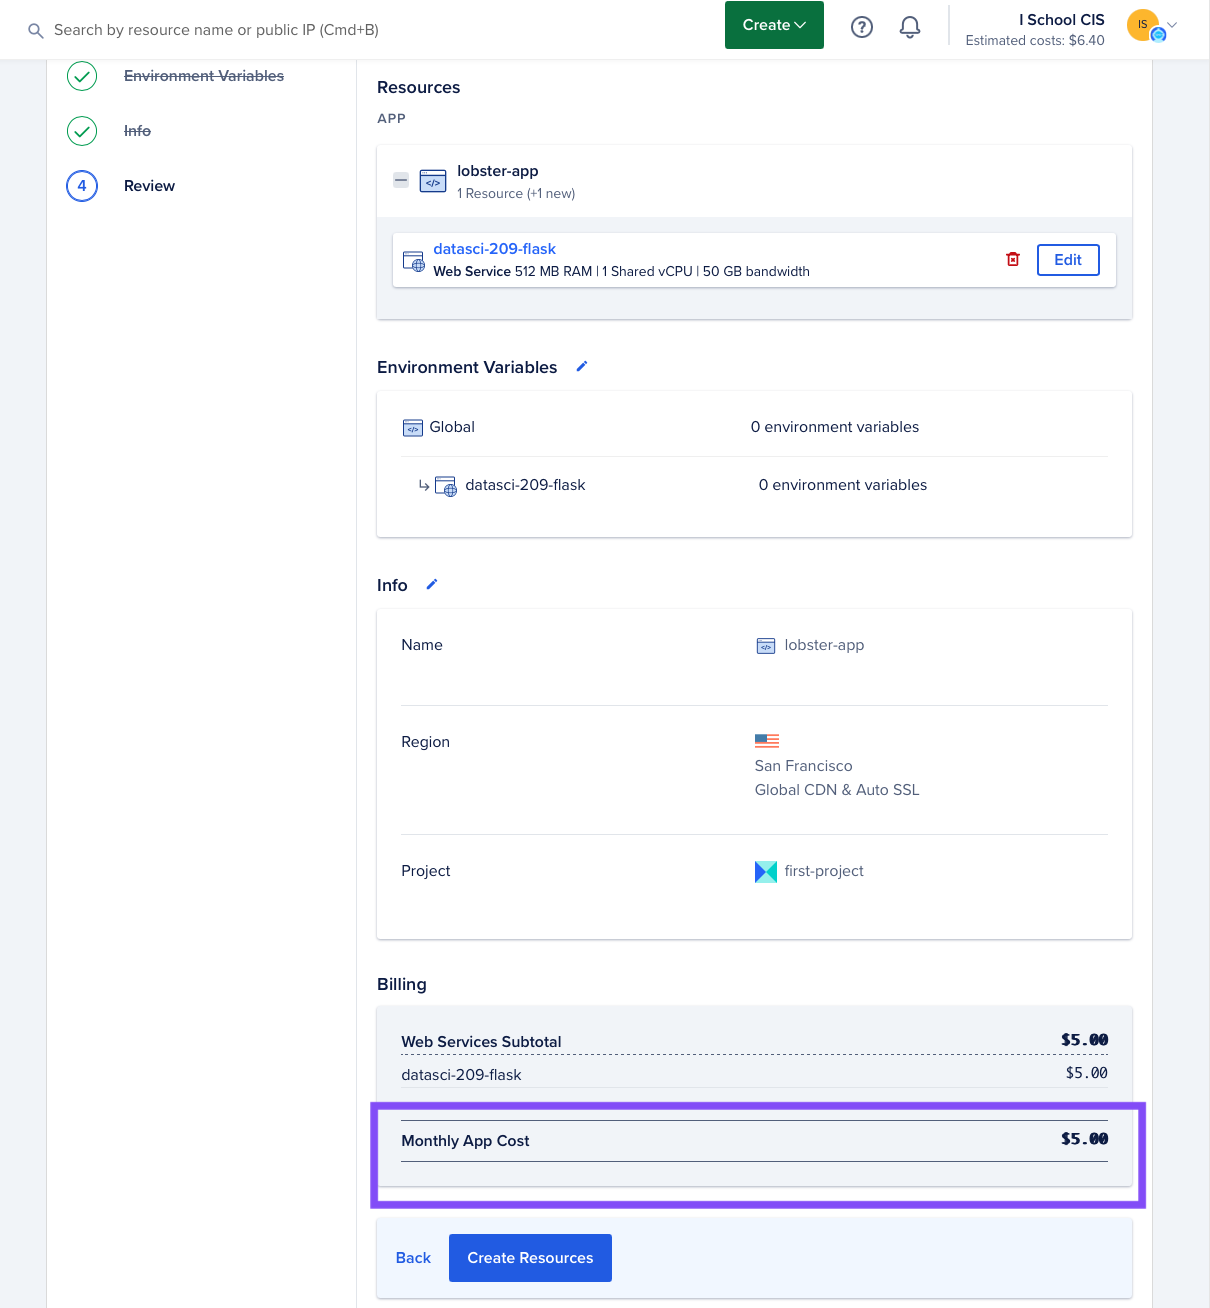 Search by resource name or public IP (Cmd+B)
Create
I School CIS
Estimated costs: $6.40
IS
Environment Variables
Info
4 Review
Resources
APP
lobster-app
1 Resource (+1 new)
datasci-209-flask
Web Service 512 MB RAM | 1 Shared vCPU | 50 GB bandwidth
Edit
Environment Variables
Global 0 environment variables
datasci-209-flask 0 environment variables
Info
Name lobster-app
Region
San Francisco
Global CDN & Auto SSL
Project first-project
Billing
Web Services Subtotal $5.00
datasci-209-flask $5.00
Monthly App Cost $5.00
Back Create Resources